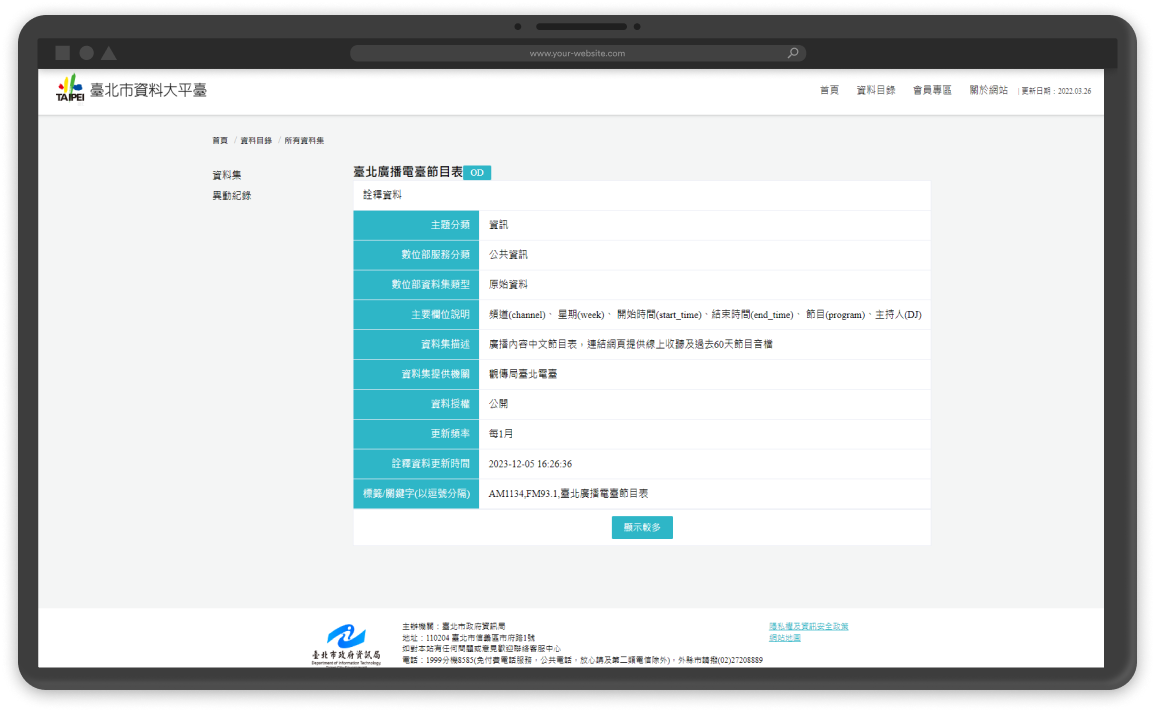 www.your-website.com
TAIPEI 臺北市資料大平臺
首頁 資料目錄 會員專區 關於網站 | 更新日期：2022.03.26
首頁 / 資料目錄 / 所有資料集
資料集
異動紀錄
臺北廣播電臺節目表 OD
詮釋資料
主題分類 資訊
數位部服務分類 公共資訊
數位部資料集類型 原始資料
主要欄位說明 頻道(channel)、 星期(week)、 開始時間(start_time)、結束時間(end_time)、 節目(program)、主持人(DJ)
資料集描述 廣播內容中文節目表，連結網頁提供線上收聽及過去60天節目音檔
資料集提供機關 觀傳局臺北電臺
資料授權 公開
更新頻率 每1月
詮釋資料更新時間 2023-12-05 16:26:36
標籤/關鍵字(以逗號分隔) AM1134,FM93.1,臺北廣播電臺節目表
顯示較多
臺北市政府資訊局
Department of Information Technology
主辦機關：臺北市政府資訊局
地址：110204 臺北市信義區市府路1號
如對本站有任何問題或意見歡迎聯絡客服中心
電話：1999分機8585(免付費電話服務，公共電話，放心講及第二類電信除外)，外縣市請撥(02)27208889
隱私權及資訊安全政策
網站地圖